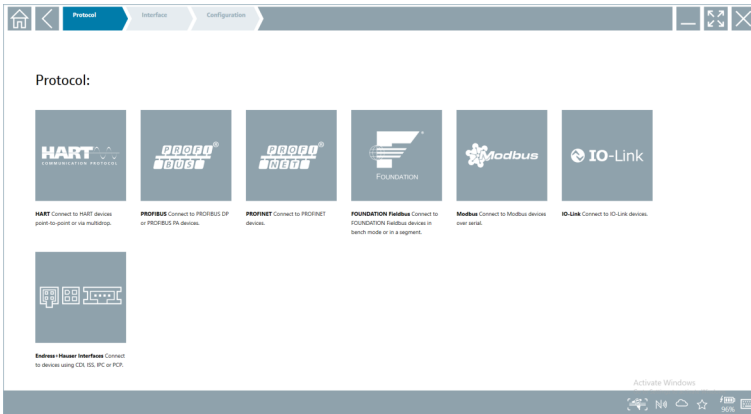 Protocol
Interface
Configuration
Protocol:
HART
COMMUNICATION PROTOCOL
PROFI®
BUS
PROFI®
NET
FOUNDATION
Modbus
IO-Link
HART Connect to HART devices
point-to-point or via multidrop.
PROFIBUS Connect to PROFIBUS DP
or PROFIBUS PA devices.
PROFINET Connect to PROFINET
devices.
FOUNDATION Fieldbus Connect to
FOUNDATION Fieldbus devices in
bench mode or in a segment.
Modbus Connect to Modbus devices
over serial.
IO-Link Connect to IO-Link devices.
Endress+Hauser Interfaces Connect
to devices using CDI, ISS, IPC or PCP.
Activate Windows
96%